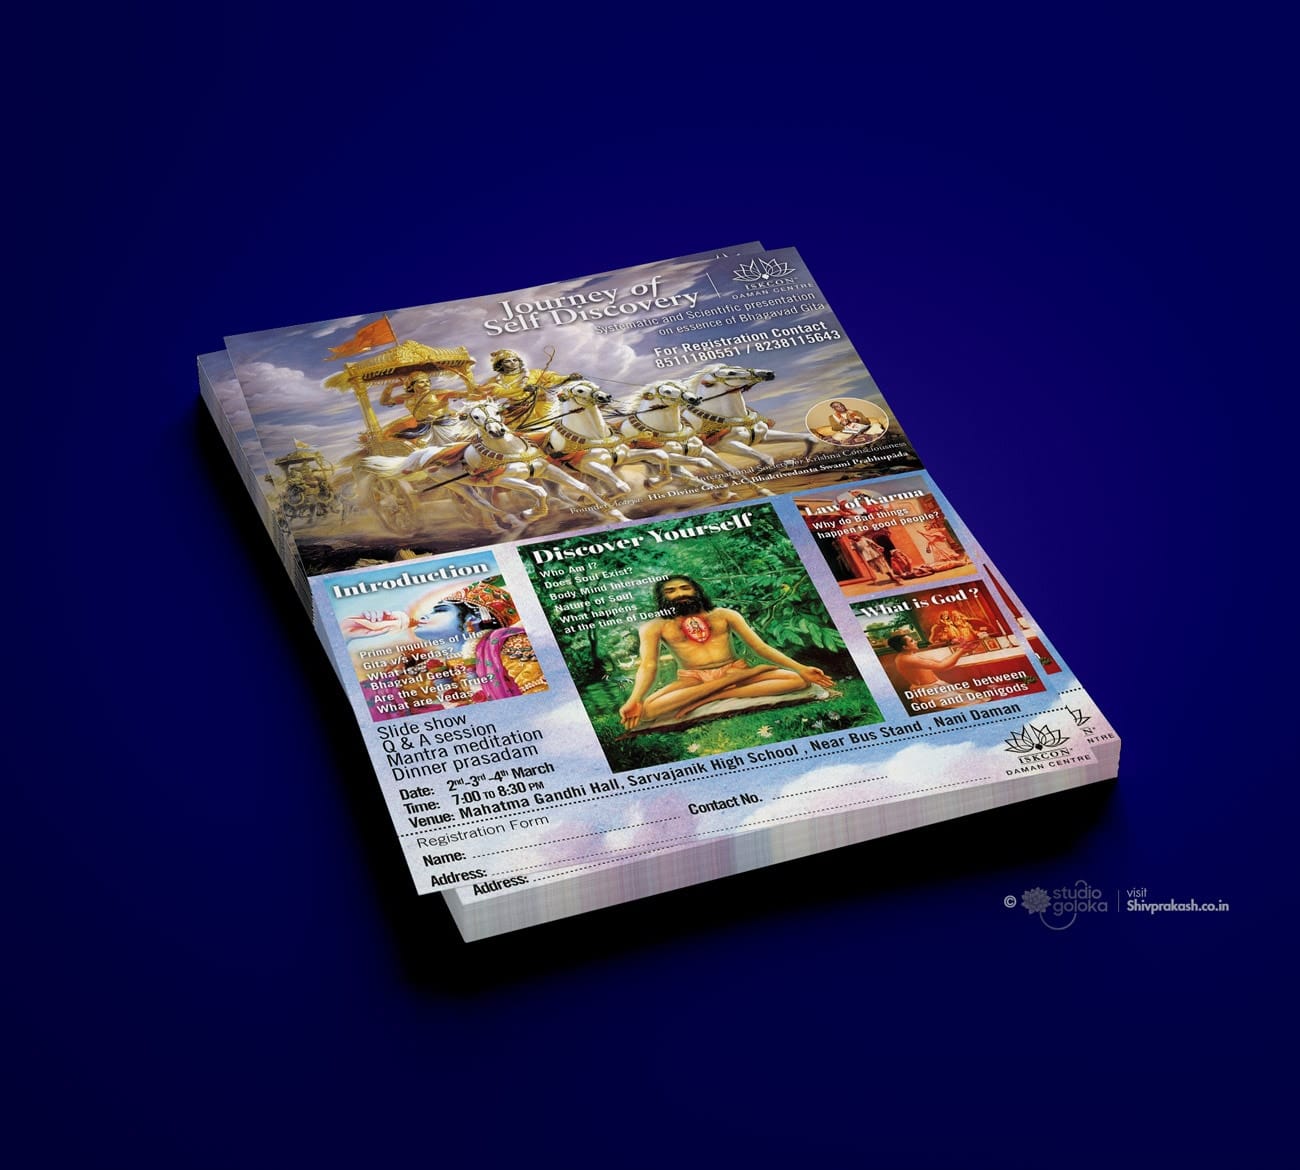 Journey of
Self Discovery
ISKCON
DAMAN CENTRE
Systematic and Scientific presentation
on essence of Bhagavad Gita
For Registration Contact
8511180551 / 8238115643
International Society for Krishna Consciousness
Founder Acarya: His Divine Grace A.C. Bhaktivedanta Swami Prabhupāda
Introduction
Prime Inquiries of Life
Gita v/s Vedas?
What is
Bhagvad Geeta?
Are the Vedas True?
What are Vedas
Discover Yourself
Who Am I?
Does Soul Exist?
Body Mind Interaction
Nature of Soul
What happens
at the time of Death?
Law of Karma
Why do Bad things
happen to good people?
What is God ?
Difference between
God and Demigods
Slide show
Q & A session
Mantra meditation
Dinner prasadam
Date: 2nd-3rd-4th March
Time: 7:00 TO 8:30 PM
Venue: Mahatma Gandhi Hall, Sarvajanik High School , Near Bus Stand , Nani Daman
Registration Form
Name:
Contact No.
Address:
ISKCON
DAMAN CENTRE
Address:
NTRE
© studio
goloka
visit
Shivprakash.co.in